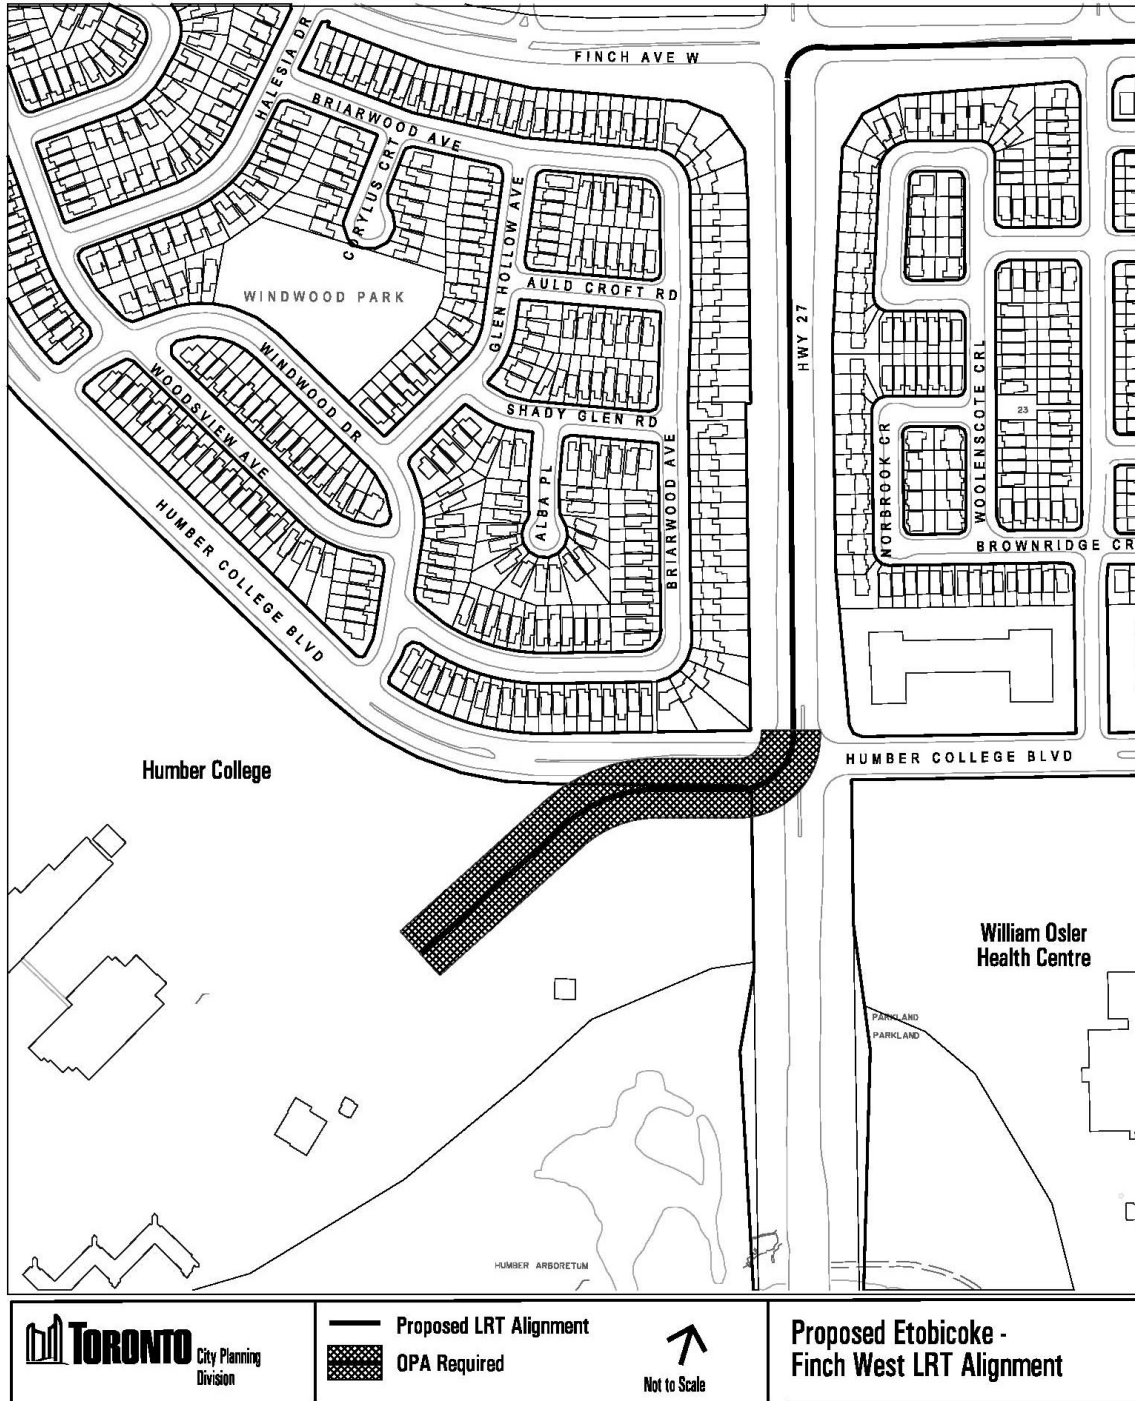 FINCH AVE W
HALESIA DR
BRIARWOOD AVE
CORYLUS CRT
GLEN HOLLOW AVE
AULD CROFT RD
WINDWOOD PARK
HWY 27
WINDWOOD DR
WOODSVIEW AVE
SHADY GLEN RD
ALBA PL
BRIARWOOD AVE
NORBROOK CR
WOOLENSCOTE CRL
23
BROWNRIDGE CR
HUMBER COLLEGE BLVD
HUMBER COLLEGE BLVD
Humber College
William Osler
Health Centre
PARKLAND
PARKLAND
HUMBER ARBORETUM
TORONTO City Planning
Division
Proposed LRT Alignment
OPA Required
Not to Scale
Proposed Etobicoke -
Finch West LRT Alignment